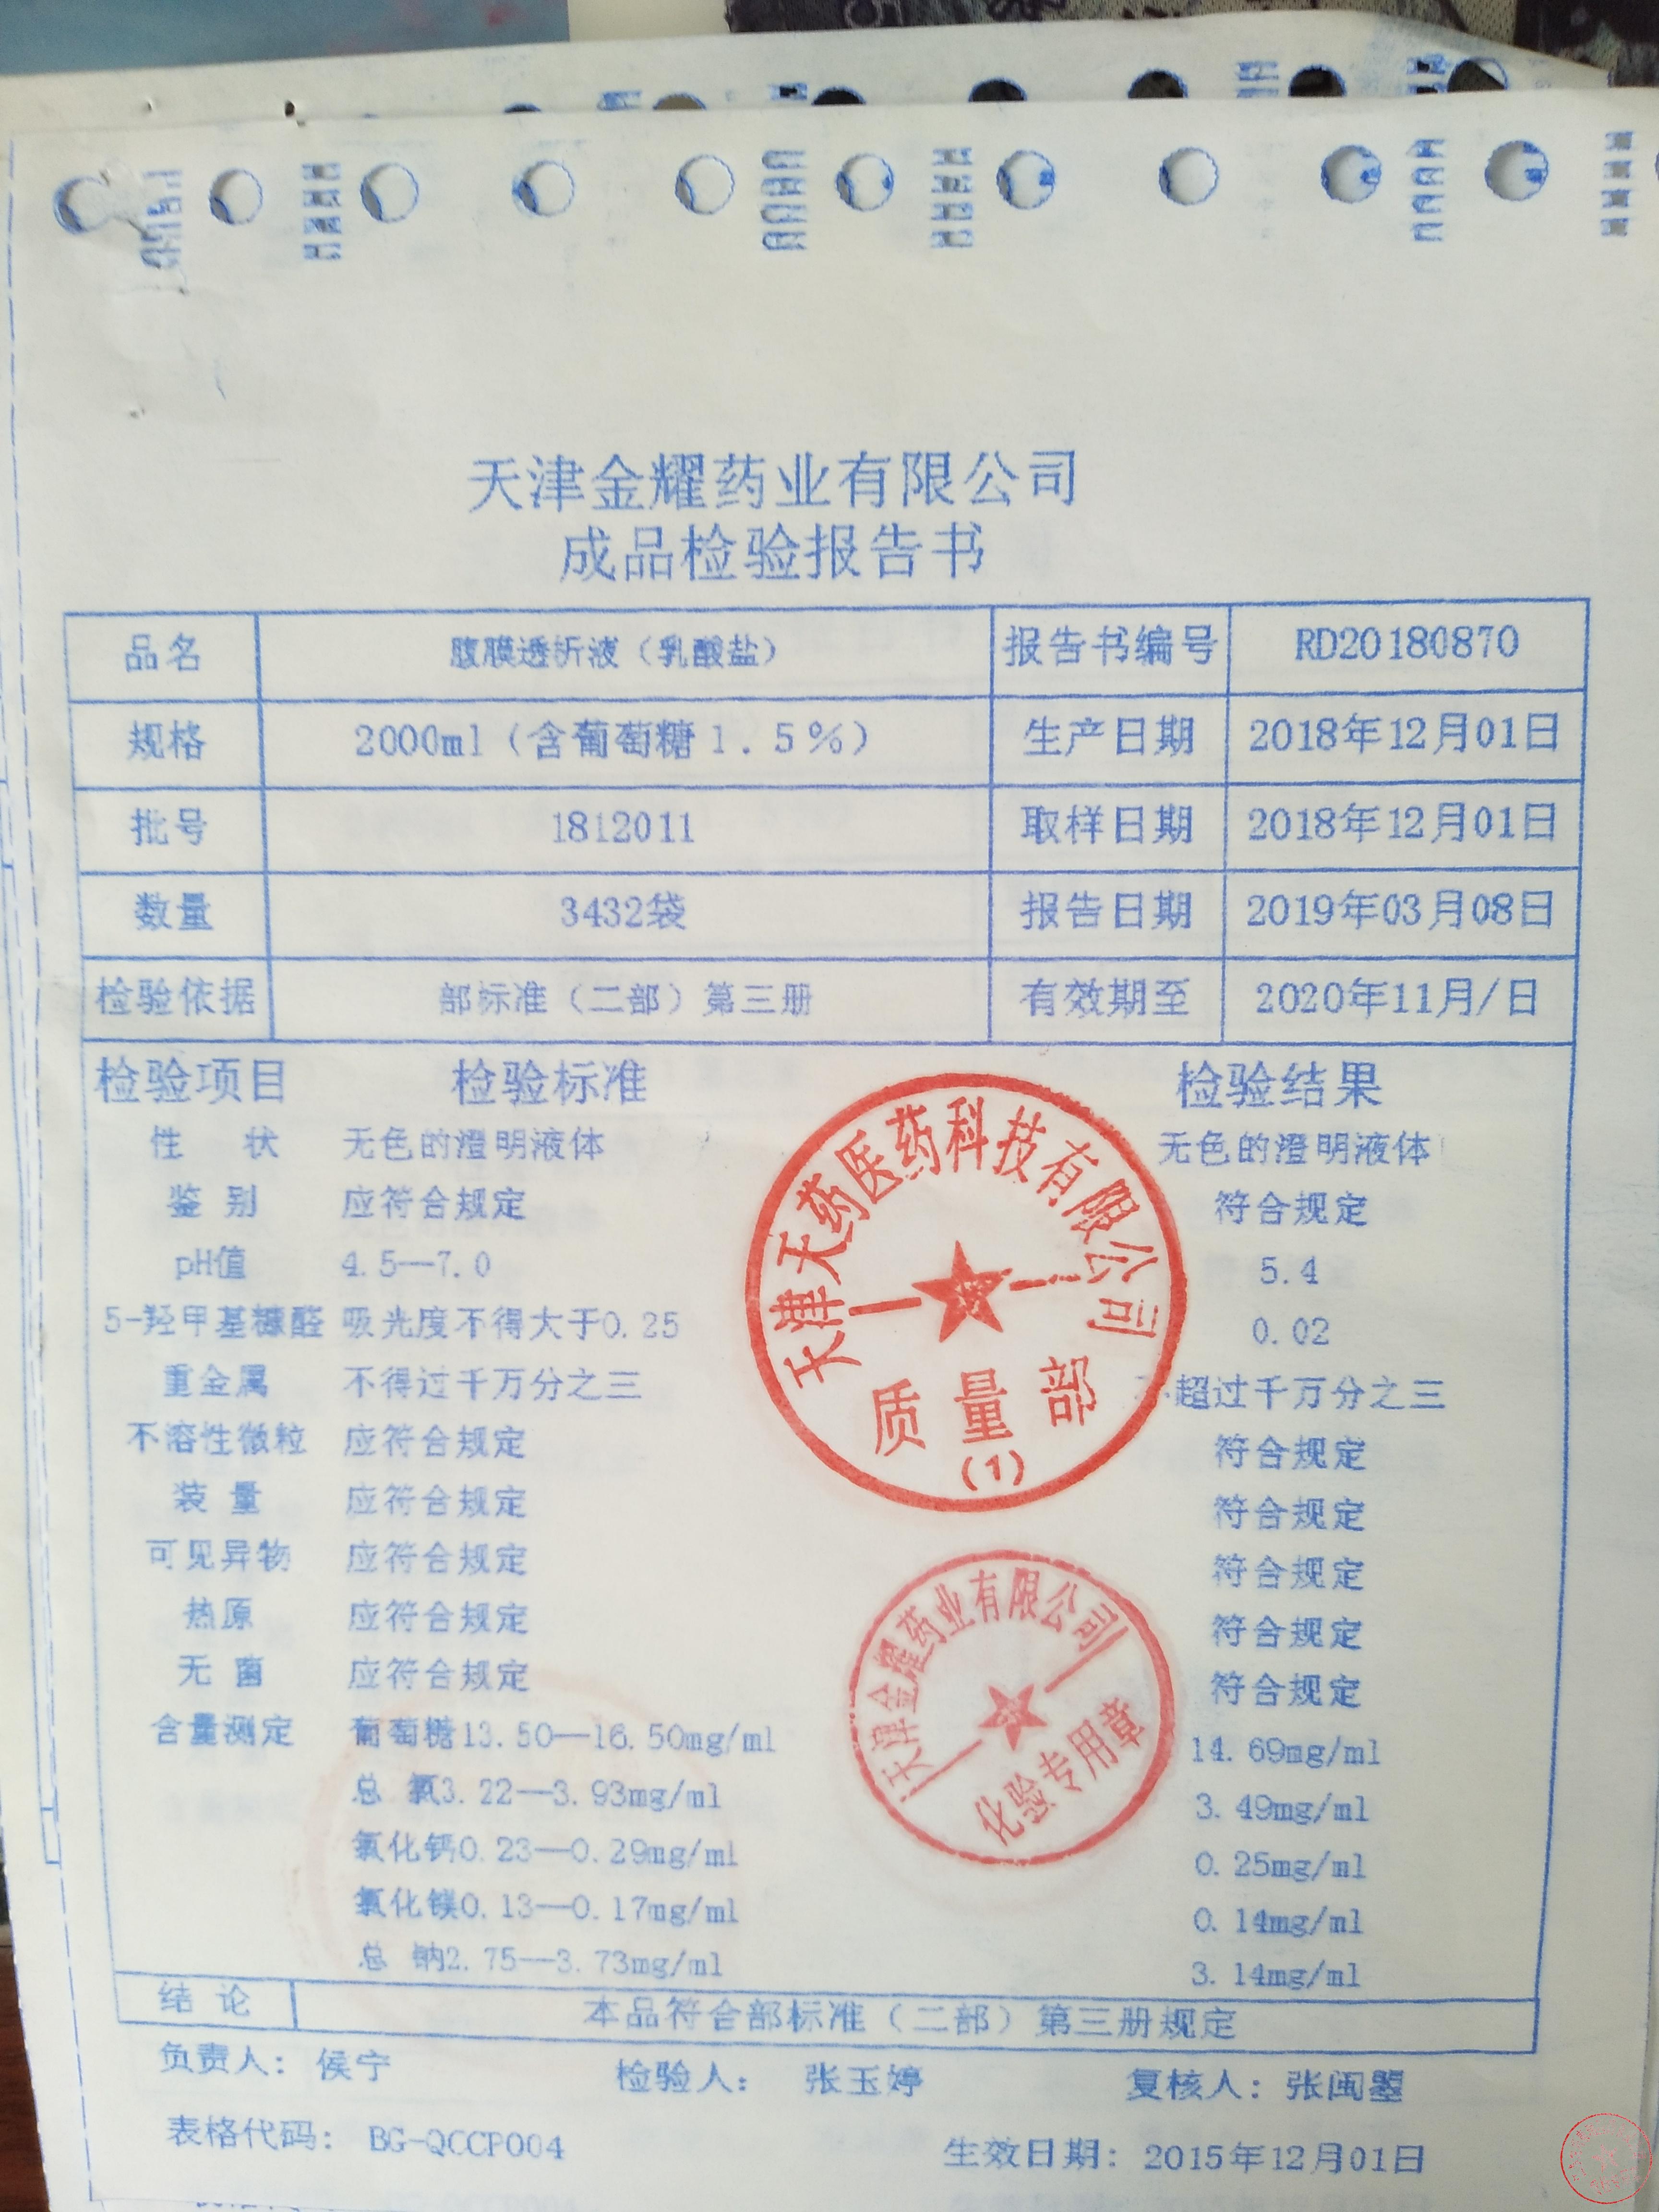 天津金耀药业有限公司
成品检验报告书
品名 腹膜透析液（乳酸盐） 报告书编号 RD20180870
规格 2000ml（含葡萄糖1.5%） 生产日期 2018年12月01日
批号 1812011 取样日期 2018年12月01日
数量 3432袋 报告日期 2019年03月08日
检验依据 部标准（二部）第三册 有效期至 2020年11月/日
检验项目 检验标准 检验结果
性 状 无色的澄明液体 无色的澄明液体
鉴 别 应符合规定 符合规定
pH值 4.5—7.0 5.4
5-羟甲基糠醛 吸光度不得大于0.25 0.02
重金属 不得过千万分之三 不超过千万分之三
不溶性微粒 应符合规定 符合规定
装 量 应符合规定 符合规定
可见异物 应符合规定 符合规定
热原 应符合规定 符合规定
无 菌 应符合规定 符合规定
含量测定 葡萄糖13.50—16.50mg/ml 14.69mg/ml
总 氯3.22—3.93mg/ml 3.49mg/ml
氯化钙0.23—0.29mg/ml 0.25mg/ml
氯化镁0.13—0.17mg/ml 0.14mg/ml
总 钠2.75—3.73mg/ml 3.14mg/ml
天津天药医药科技有限公司
质量部
(1)
天津金耀药业有限公司
化验专用章
结 论 本品符合部标准（二部）第三册规定
负责人：侯宁 检验人： 张玉婷 复核人：张闽曌
表格代码： BG-QCCP004 生效日期：2015年12月01日